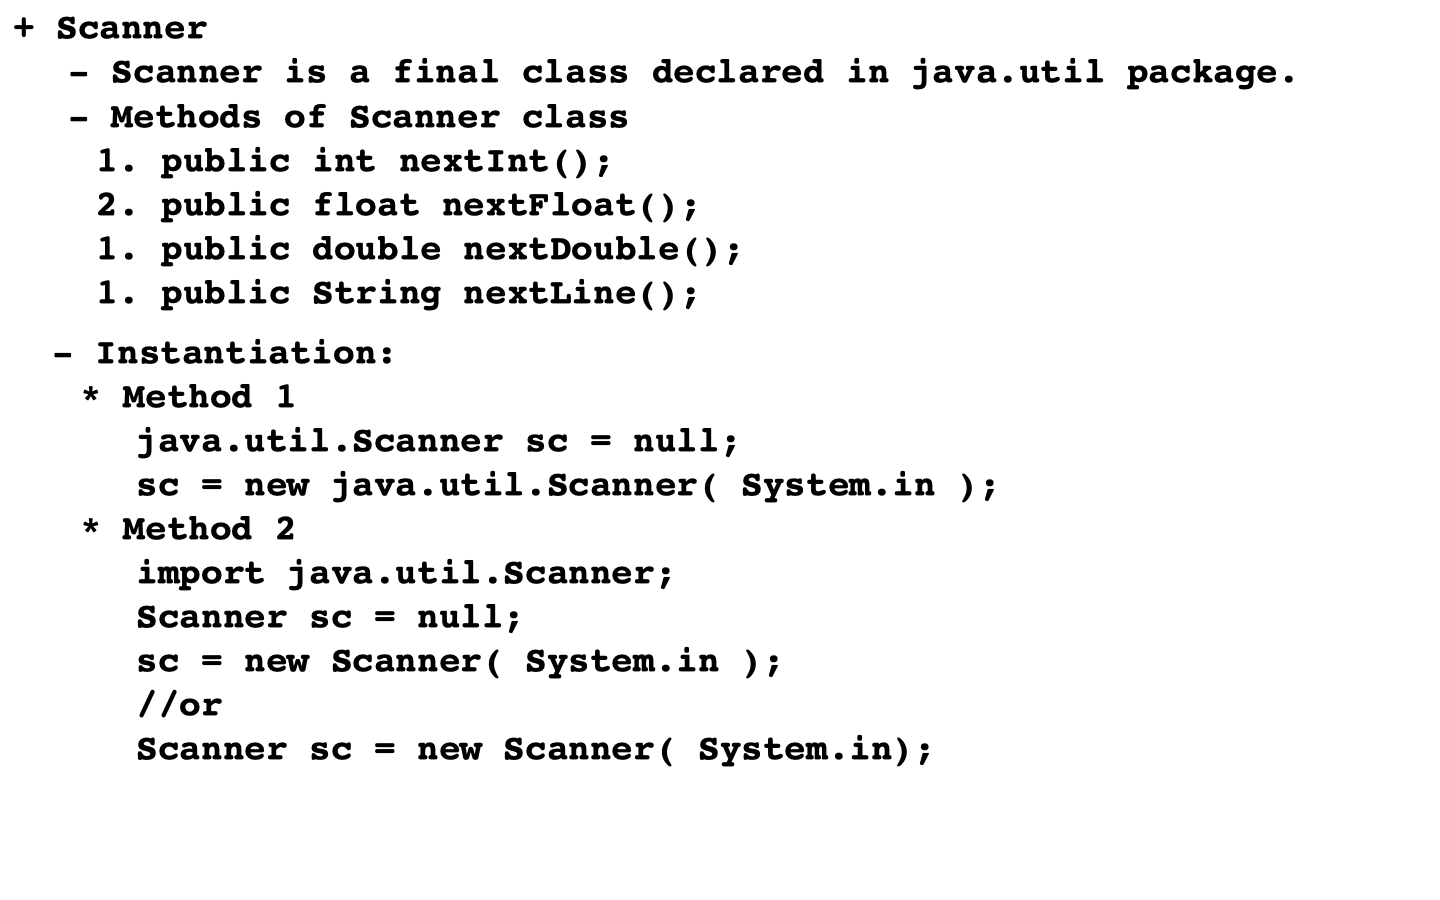 + Scanner
- Scanner is a final class declared in java.util package.
- Methods of Scanner class
1. public int nextInt();
2. public float nextFloat();
1. public double nextDouble();
1. public String nextLine();
- Instantiation:
* Method 1
java.util.Scanner sc = null;
sc = new java.util.Scanner( System.in );
* Method 2
import java.util.Scanner;
Scanner sc = null;
sc = new Scanner( System.in );
//or
Scanner sc = new Scanner( System.in);